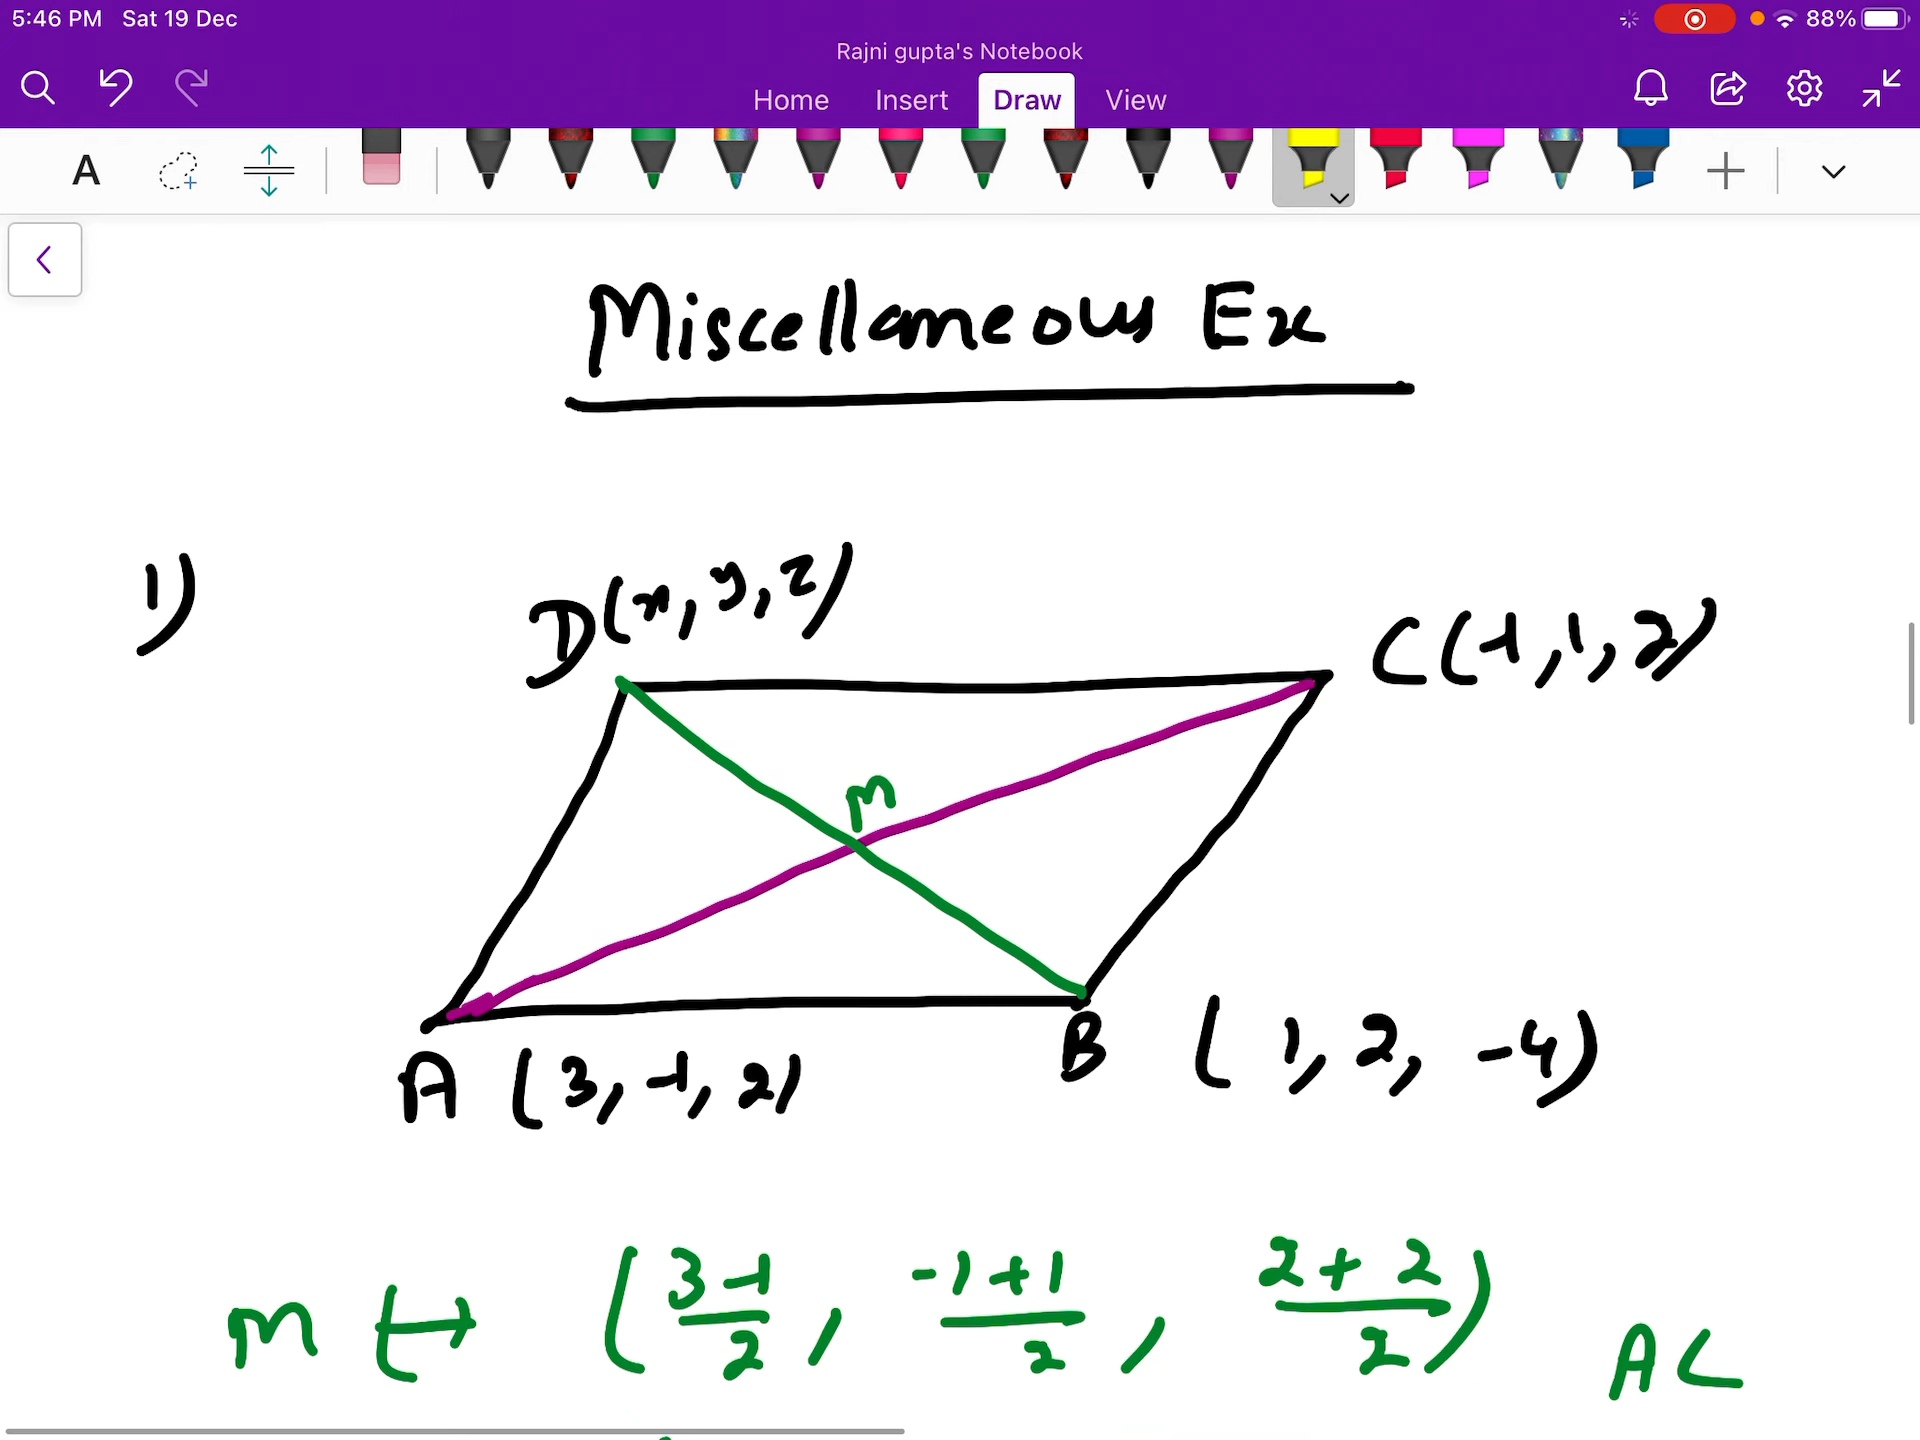 5:46 PM Sat 19 Dec
88%
Rajni gupta's Notebook
Home Insert Draw View
A
Miscellaneous Ex
1)
D(x, y, z)
C(-1, 1, 2)
M
A (3, -1, 2)
B (1, 2, -4)
M ↔ (3-1/2, -1+1/2, 2+2/2) AC